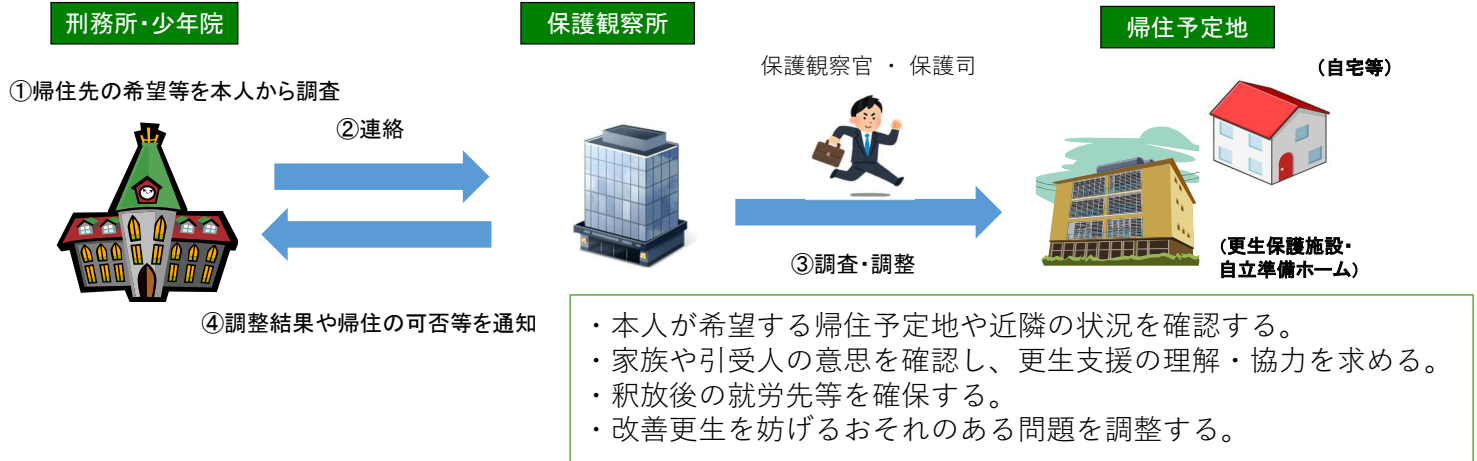 刑務所・少年院
保護観察所
帰住予定地
保護観察官 ・ 保護司
（自宅等）
①帰住先の希望等を本人から調査
②連絡
（更生保護施設・
自立準備ホーム）
③調査・調整
④調整結果や帰住の可否等を通知
・本人が希望する帰住予定地や近隣の状況を確認する。
・家族や引受人の意思を確認し、更生支援の理解・協力を求める。
・釈放後の就労先等を確保する。
・改善更生を妨げるおそれのある問題を調整する。